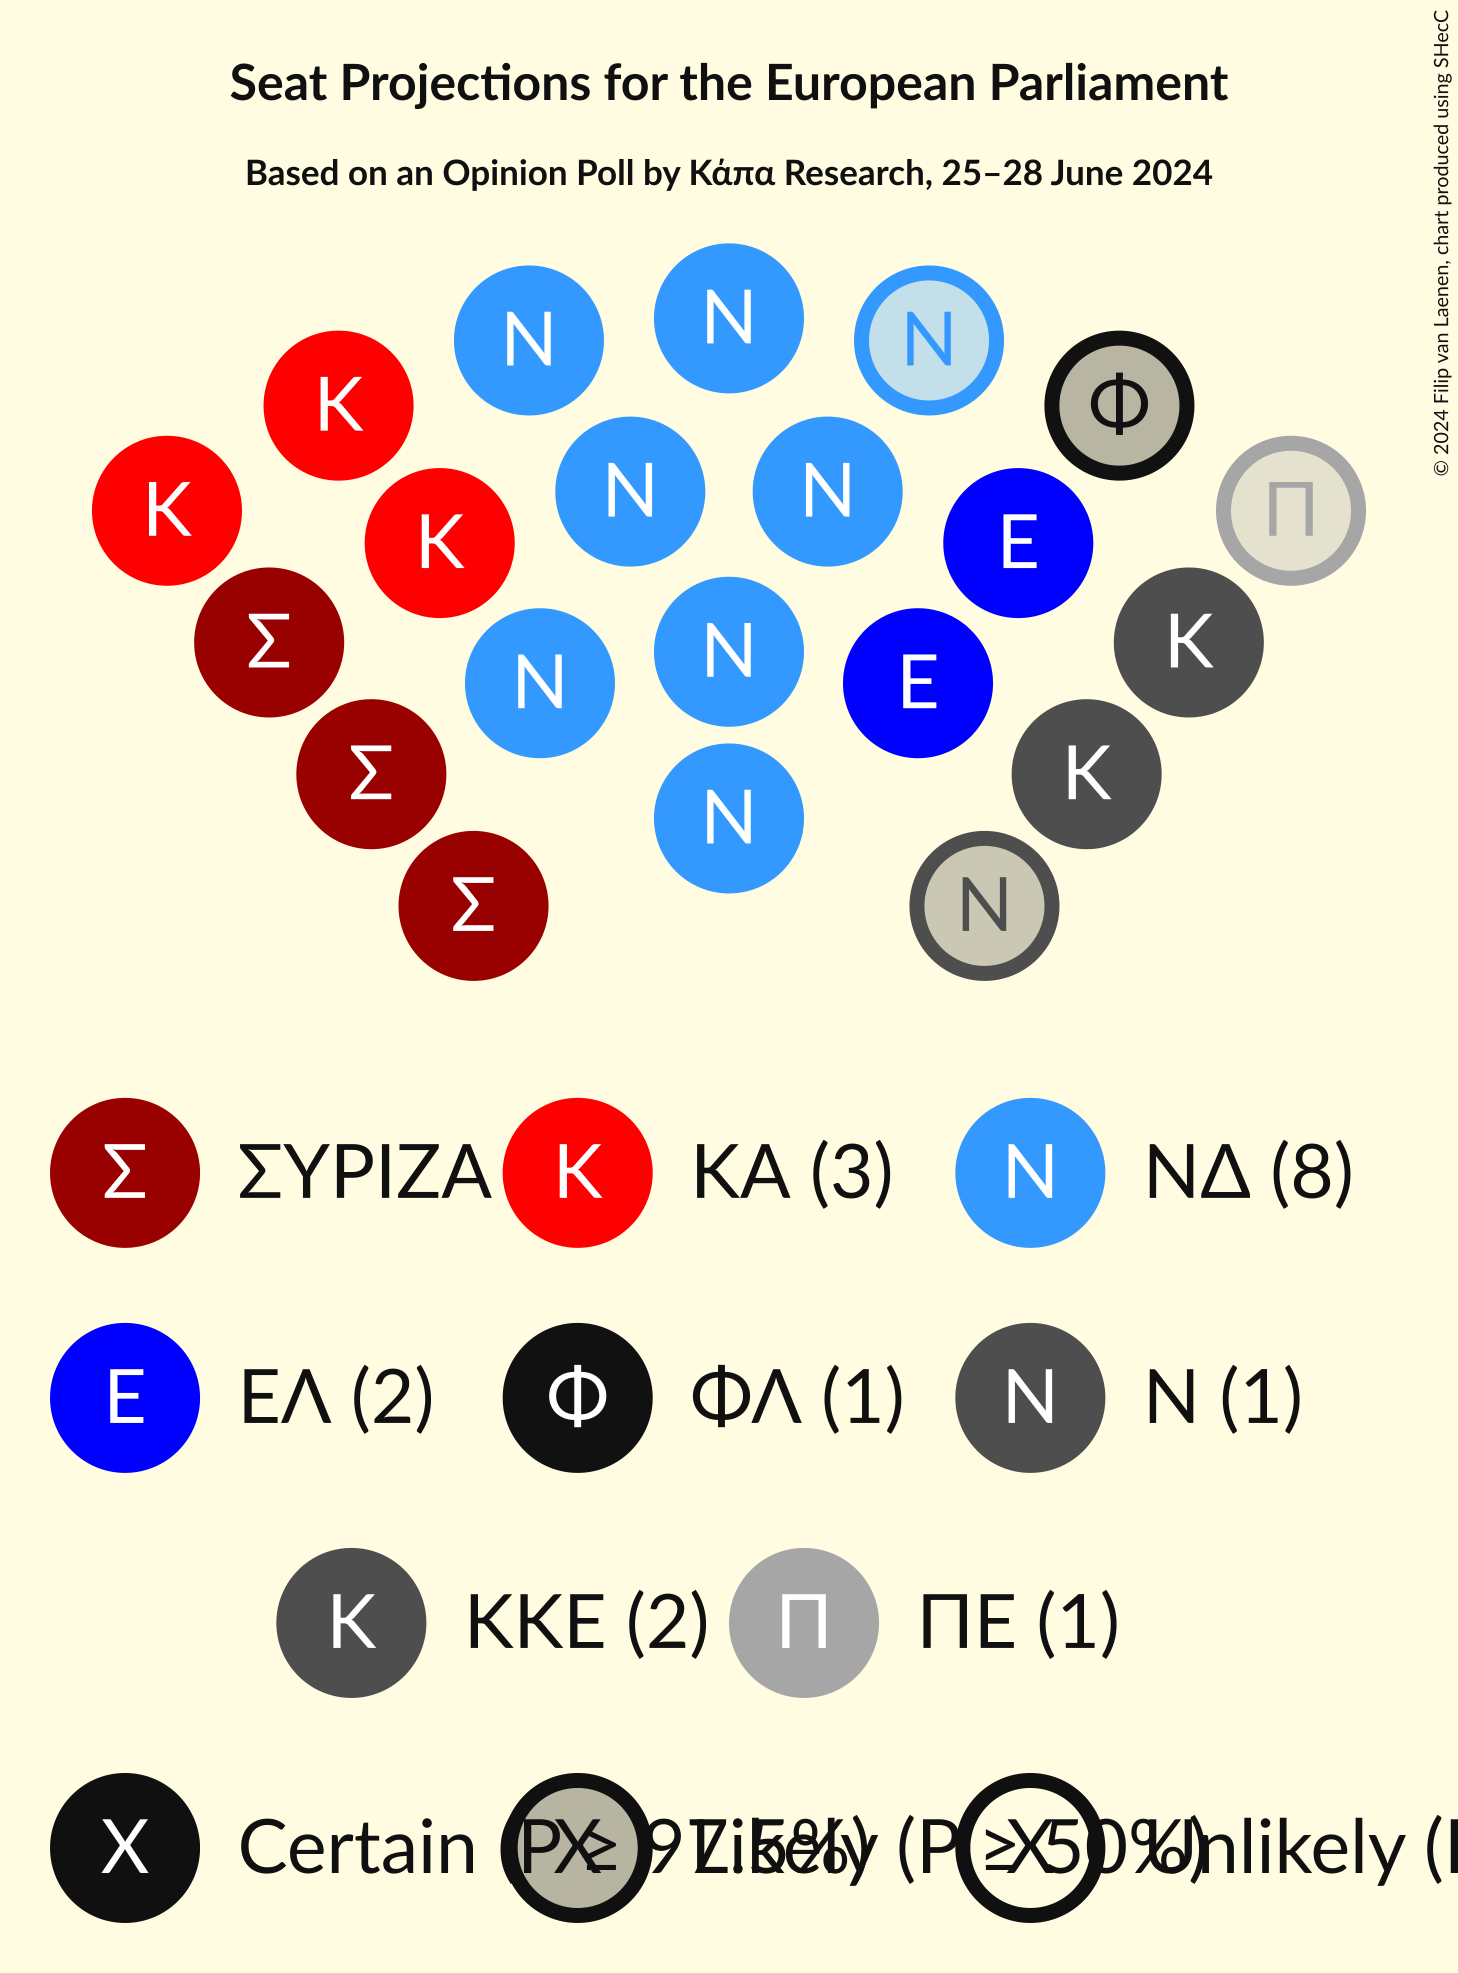 Seat Projections for the European Parliament
Based on an Opinion Poll by Κάπα Research, 25–28 June 2024
© 2024 Filip van Laenen, chart produced using SHecC
Ν
Ν Ν
Κ Φ
Κ Π
Ν Ν
Κ Ε
Σ Κ
Ν
Ν Ε
Σ Κ
Ν
Σ Ν
Σ ΣΥΡΙΖΑ Κ ΚΑ (3) Ν ΝΔ (8)
Ε ΕΛ (2) Φ ΦΛ (1) Ν Ν (1)
Κ ΚΚΕ (2) Π ΠΕ (1)
X Certain (P ≥ 97.5%) X Likely (P ≥ 50%) X Unlikely (